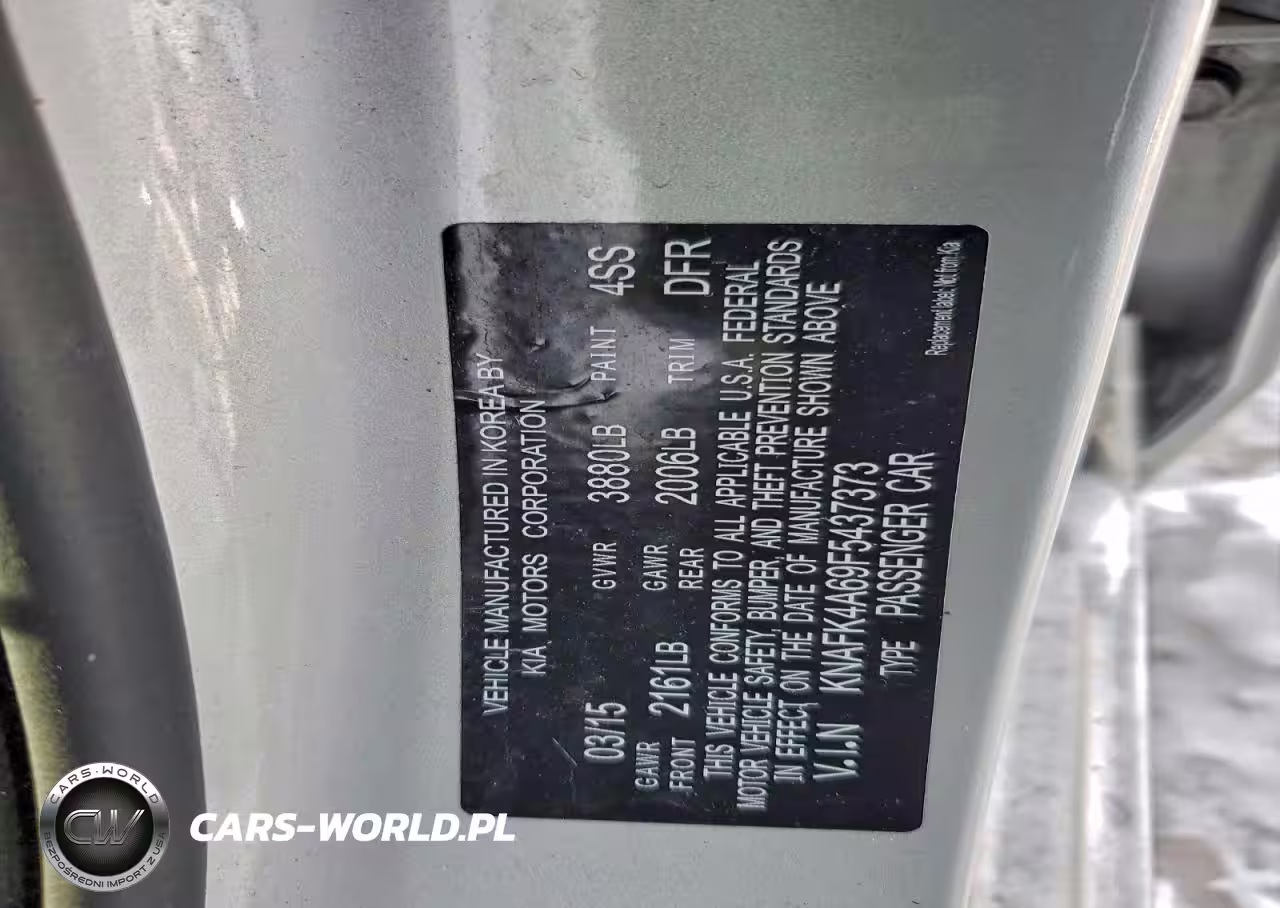 VEHICLE MANUFACTURED IN KOREA BY
KIA MOTORS CORPORATION
03/15 GVWR 3880LB PAINT 4SS
GAWR FRONT 2161LB GAWR REAR 2006LB TRIM DFR
THIS VEHICLE CONFORMS TO ALL APPLICABLE U.S.A. FEDERAL
MOTOR VEHICLE SAFETY, BUMPER, AND THEFT PREVENTION STANDARDS
IN EFFECT ON THE DATE OF MANUFACTURE SHOWN ABOVE
V.I.N KNAFK4A69F5437373
TYPE PASSENGER CAR
Replacement label. Not from Kia
CARS-WORLD
CW
BEZPOŚREDNI IMPORT Z USA
CARS-WORLD.PL